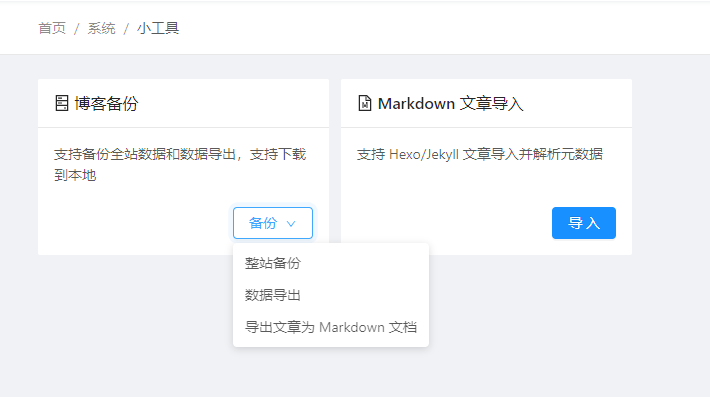 首页 / 系统 / 小工具
博客备份
支持备份全站数据和数据导出，支持下载
到本地
备份
整站备份
数据导出
导出文章为 Markdown 文档
Markdown 文章导入
支持 Hexo/Jekyll 文章导入并解析元数据
导入